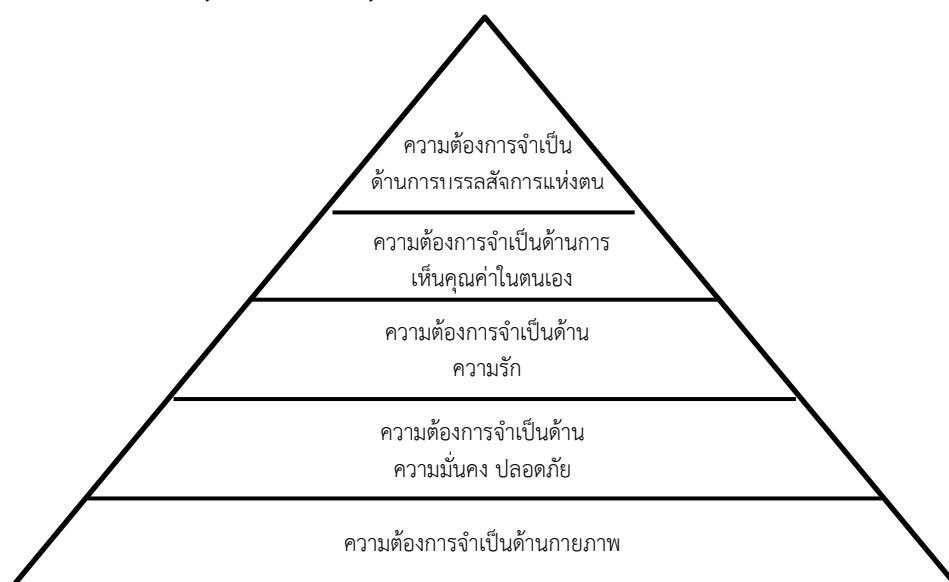 ความต้องการจำเป็น
ด้านการบรรลสัจการแห่งตน
ความต้องการจำเป็นด้านการ
เห็นคุณค่าในตนเอง
ความต้องการจำเป็นด้าน
ความรัก
ความต้องการจำเป็นด้าน
ความมั่นคง ปลอดภัย
ความต้องการจำเป็นด้านกายภาพ